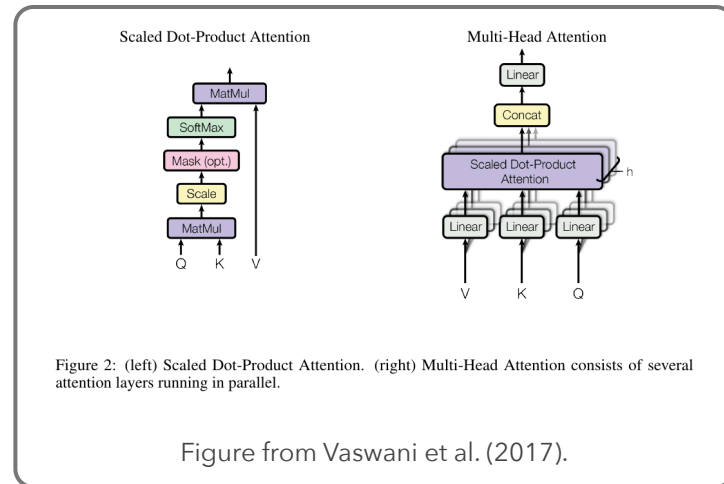 Scaled Dot-Product Attention
MatMul
SoftMax
Mask (opt.)
Scale
MatMul
Q K V
Multi-Head Attention
Linear
Concat
Scaled Dot-Product
Attention
h
Linear Linear Linear
V K Q
Figure 2: (left) Scaled Dot-Product Attention. (right) Multi-Head Attention consists of several
attention layers running in parallel.
Figure from Vaswani et al. (2017).